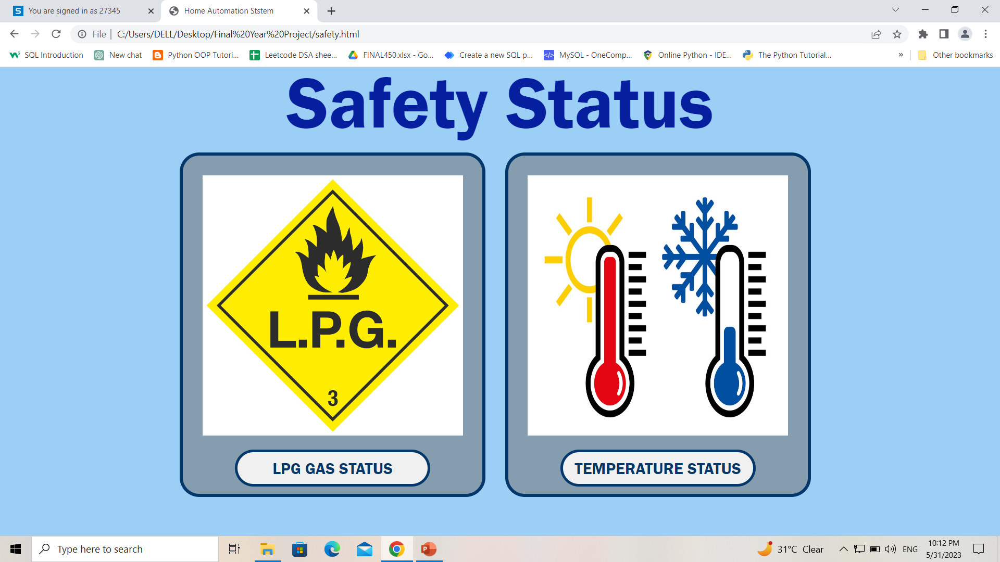 You are signed in as 27345
Home Automation Ststem
File
C:/Users/DELL/Desktop/Final%20Year%20Project/safety.html
SQL Introduction
New chat
Python OOP Tutori...
Leetcode DSA shee...
FINAL450.xlsx - Go...
Create a new SQL p...
MySQL - OneComp...
Online Python - IDE...
The Python Tutorial...
»
Other bookmarks
Safety Status
L.P.G.
3
LPG GAS STATUS
TEMPERATURE STATUS
Type here to search
31°C Clear
ENG
10:12 PM
5/31/2023